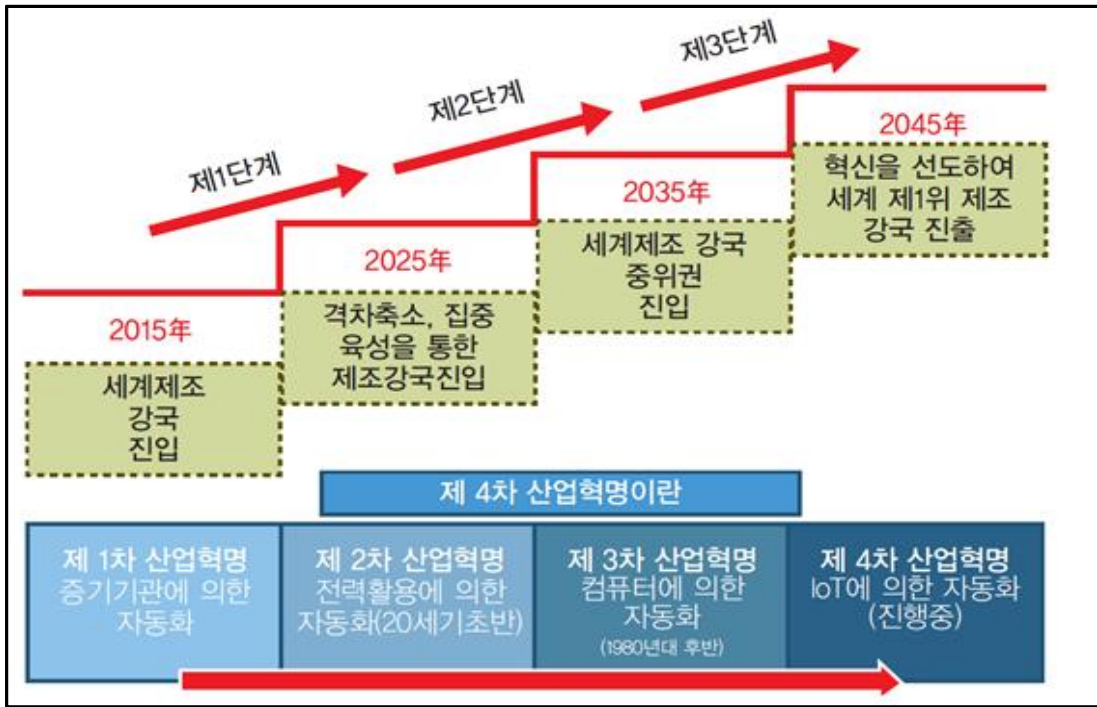 제1단계
제2단계
제3단계
2015年
세계제조
강국
진입
2025年
격차축소, 집중
육성을 통한
제조강국진입
2035年
세계제조 강국
중위권
진입
2045年
혁신을 선도하여
세계 제1위 제조
강국 진출
제 4차 산업혁명이란
제 1차 산업혁명
증기기관에 의한
자동화
제 2차 산업혁명
전력활용에 의한
자동화(20세기초반)
제 3차 산업혁명
컴퓨터에 의한
자동화
(1980년대 후반)
제 4차 산업혁명
IoT에 의한 자동화
(진행중)